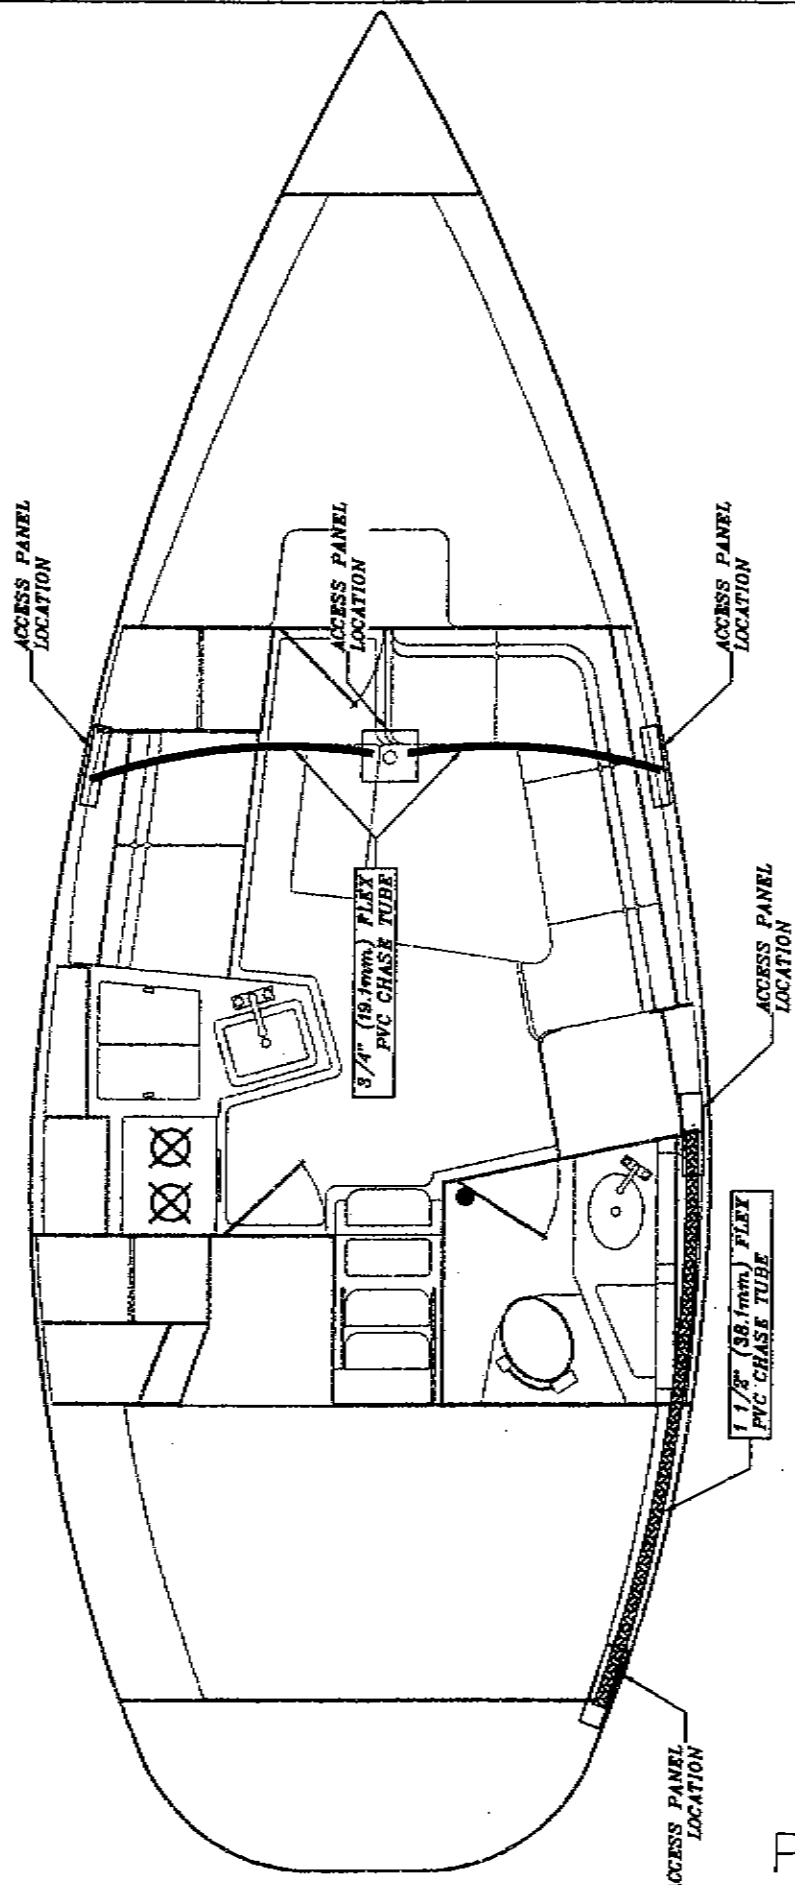 ACCESS PANEL
LOCATION
ACCESS PANEL
LOCATION
ACCESS PANEL
LOCATION
3/4" (19.1mm) FLEX
PVC CHASE TUBE
ACCESS PANEL
LOCATION
1 1/2" (38.1mm) FLEX
PVC CHASE TUBE
ACCESS PANEL
LOCATION
P